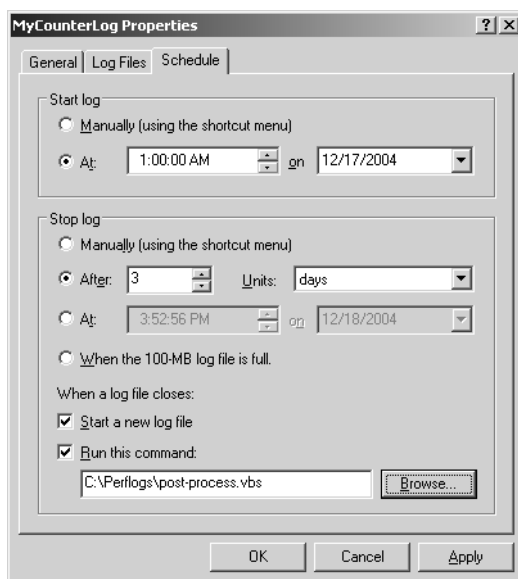 MyCounterLog Properties
General Log Files Schedule
Start log
Manually (using the shortcut menu)
At: 1:00:00 AM on 12/17/2004
Stop log
Manually (using the shortcut menu)
After: 3 Units: days
At: 3:52:56 PM on 12/18/2004
When the 100-MB log file is full.
When a log file closes:
Start a new log file
Run this command:
C:\Perflogs\post-process.vbs Browse...
OK Cancel Apply